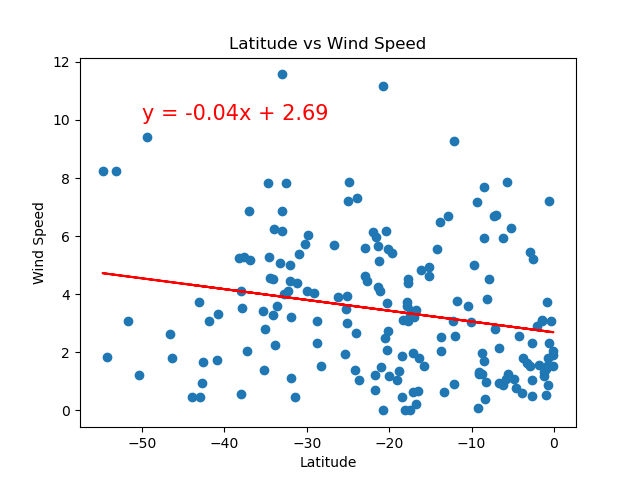 Latitude vs Wind Speed
12
10
8
6
4
2
0
Wind Speed
y = -0.04x + 2.69
−50 −40 −30 −20 −10 0
Latitude